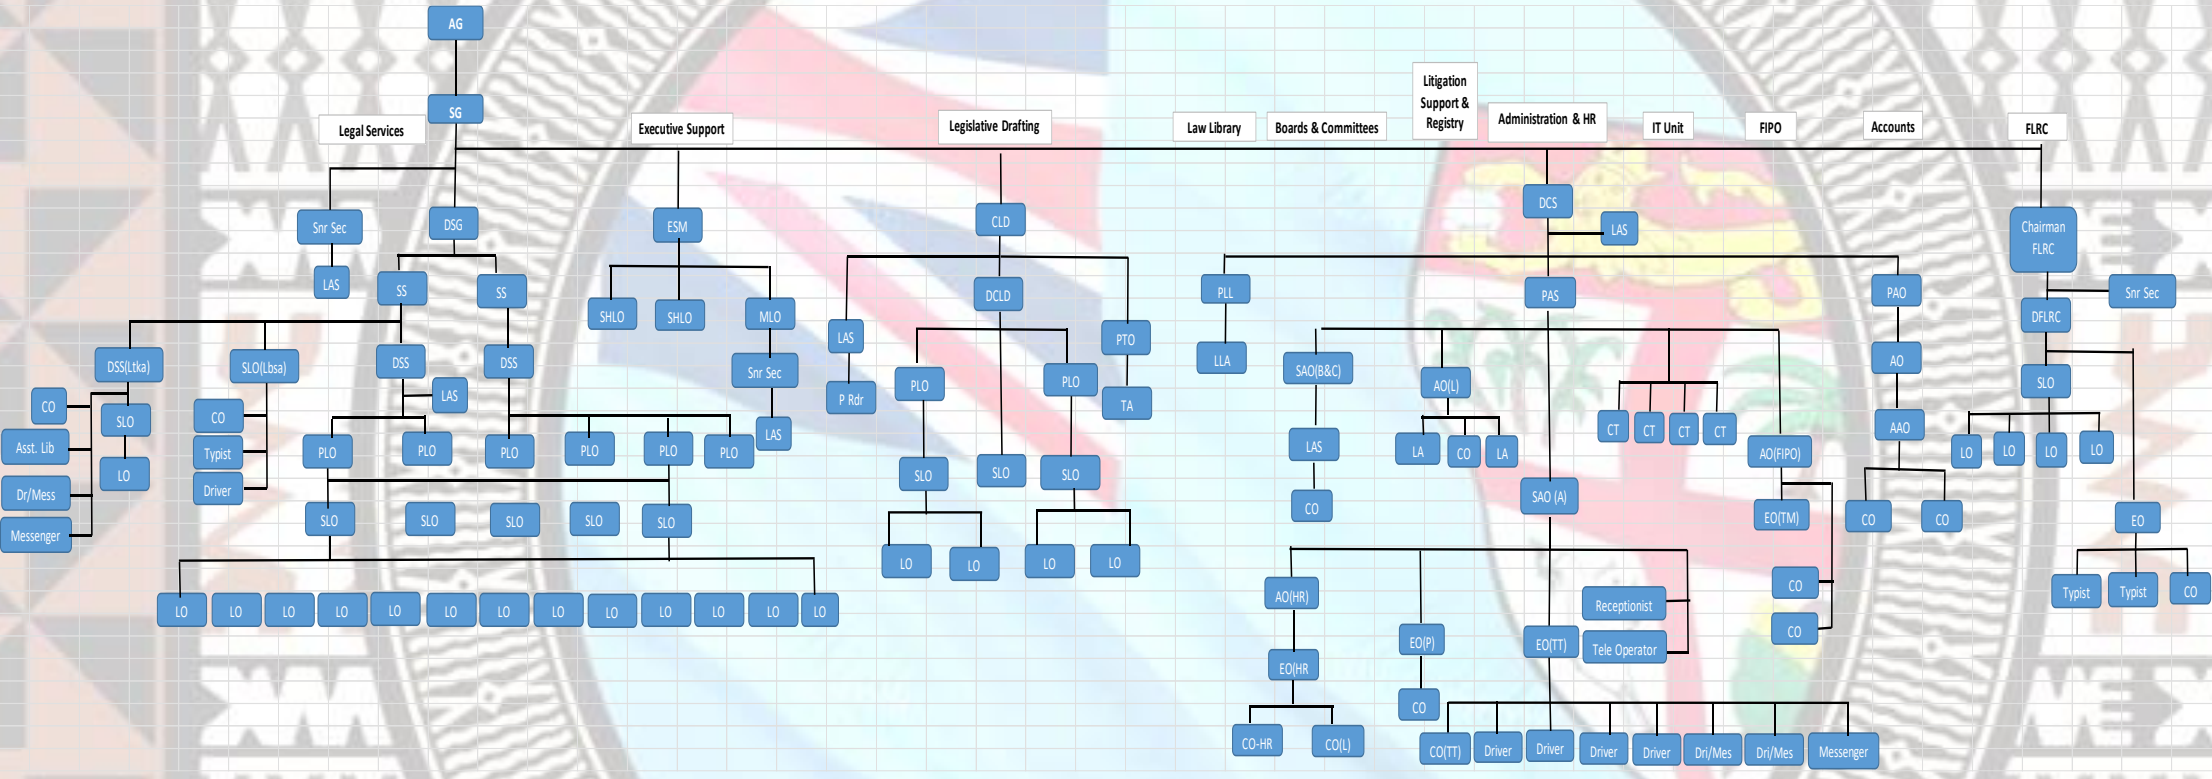 AG
SG
Legal Services
Executive Support
Legislative Drafting
Law Library
Boards & Committees
Litigation
Support &
Registry
Administration & HR
IT Unit
FIPO
Accounts
FLRC
Snr Sec
DSG
ESM
CLD
DCS
LAS
Chairman
FLRC
LAS
SS
SS
SHLO
SHLO
MLO
DCLD
PLL
PAS
PAO
Snr Sec
DFLRC
LAS
PTO
DSS(Ltka)
SLO(Lbsa)
DSS
DSS
Snr Sec
LLA
SAO(B&C)
AO
PLO
PLO
AO(L)
SLO
CO
LAS
P Rdr
TA
SLO
CO
CT
CT
CT
CT
AAO
LAS
Asst. Lib
Typist
PLO
PLO
PLO
PLO
PLO
PLO
LAS
LA
CO
LA
AO(FIPO)
LO
LO
LO
LO
LO
Driver
SLO
SLO
SLO
Dr/Mess
CO
SAO (A)
EO(TM)
CO
CO
EO
Messenger
SLO
SLO
SLO
SLO
SLO
LO
LO
LO
LO
AO(HR)
CO
Typist
Typist
CO
LO
LO
LO
LO
LO
LO
LO
LO
LO
LO
LO
LO
LO
Receptionist
CO
EO(P)
EO(TT)
Tele Operator
EO(HR
CO
CO-HR
CO(L)
CO(TT)
Driver
Driver
Driver
Driver
Dri/Mes
Dri/Mes
Messenger